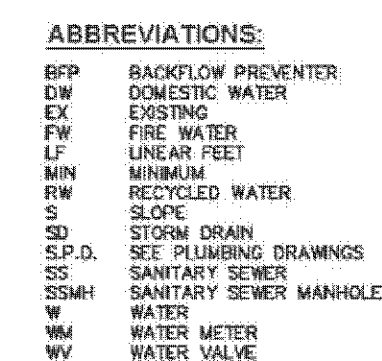 ABBREVIATIONS:
BFP BACKFLOW PREVENTER
DW DOMESTIC WATER
EX EXISTING
FW FIRE WATER
LF LINEAR FEET
MIN MINIMUM
RW RECYCLED WATER
S SLOPE
SD STORM DRAIN
S.P.D. SEE PLUMBING DRAWINGS
SS SANITARY SEWER
SSMH SANITARY SEWER MANHOLE
W WATER
WM WATER METER
WV WATER VALVE